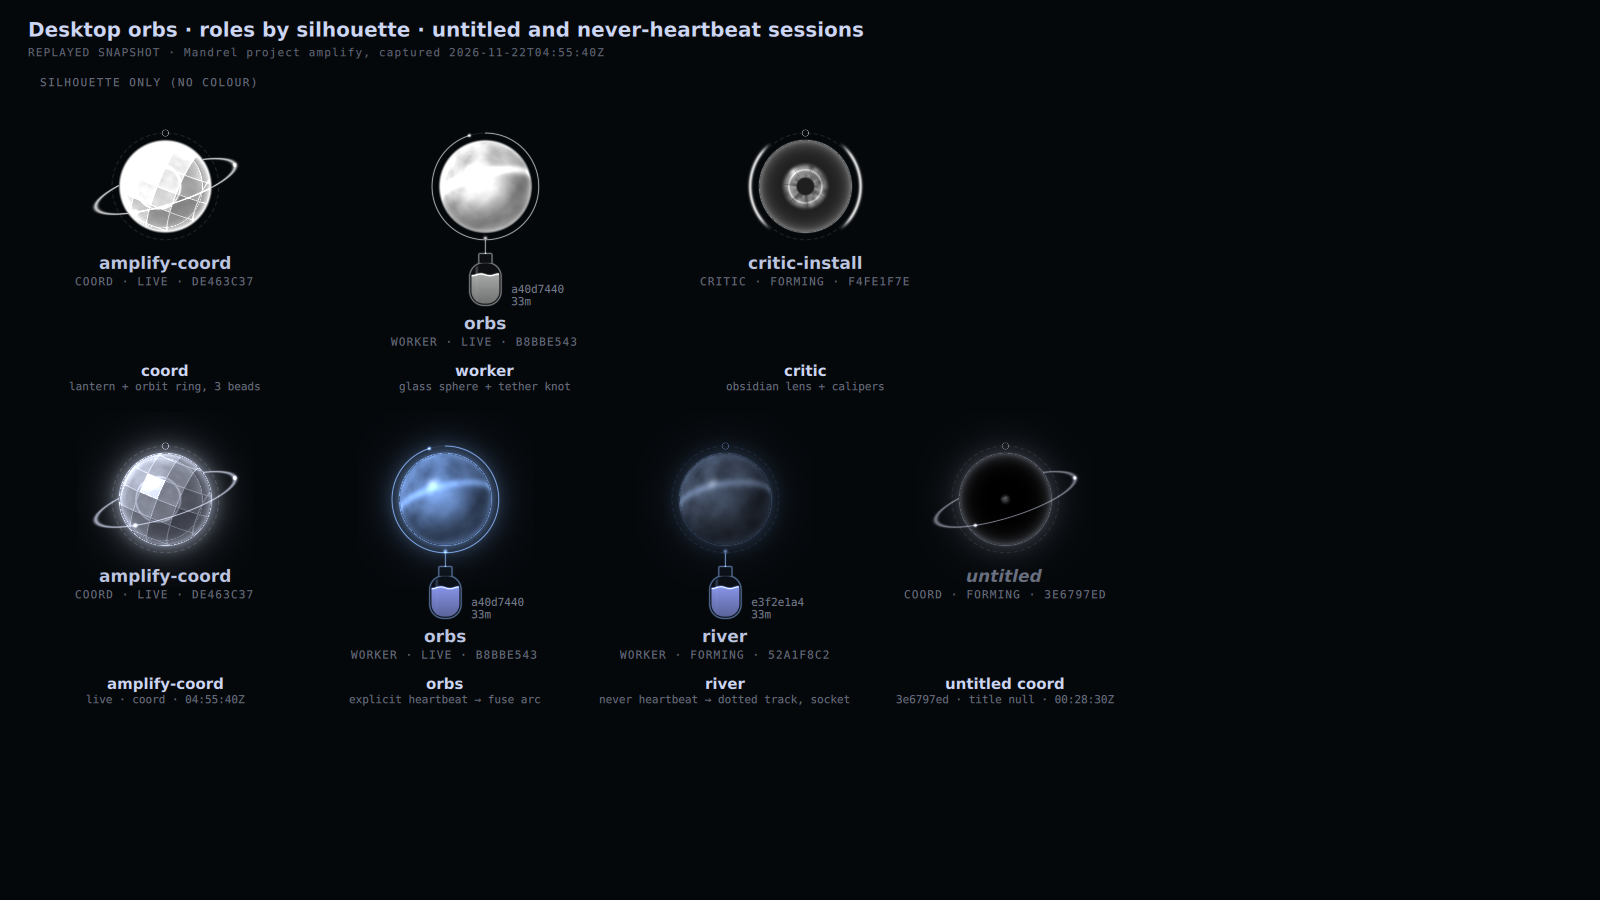 Desktop orbs · roles by silhouette · untitled and never-heartbeat sessions
REPLAYED SNAPSHOT · Mandrel project amplify, captured 2026-11-22T04:55:40Z
SILHOUETTE ONLY (NO COLOUR)
amplify-coord
COORD · LIVE · DE463C37
a40d7440
33m
orbs
WORKER · LIVE · B8BBE543
critic-install
CRITIC · FORMING · F4FE1F7E
coord
lantern + orbit ring, 3 beads
worker
glass sphere + tether knot
critic
obsidian lens + calipers
amplify-coord
COORD · LIVE · DE463C37
a40d7440
33m
orbs
WORKER · LIVE · B8BBE543
e3f2e1a4
33m
river
WORKER · FORMING · 52A1F8C2
untitled
COORD · FORMING · 3E6797ED
amplify-coord
live · coord · 04:55:40Z
orbs
explicit heartbeat → fuse arc
river
never heartbeat → dotted track, socket
untitled coord
3e6797ed · title null · 00:28:30Z